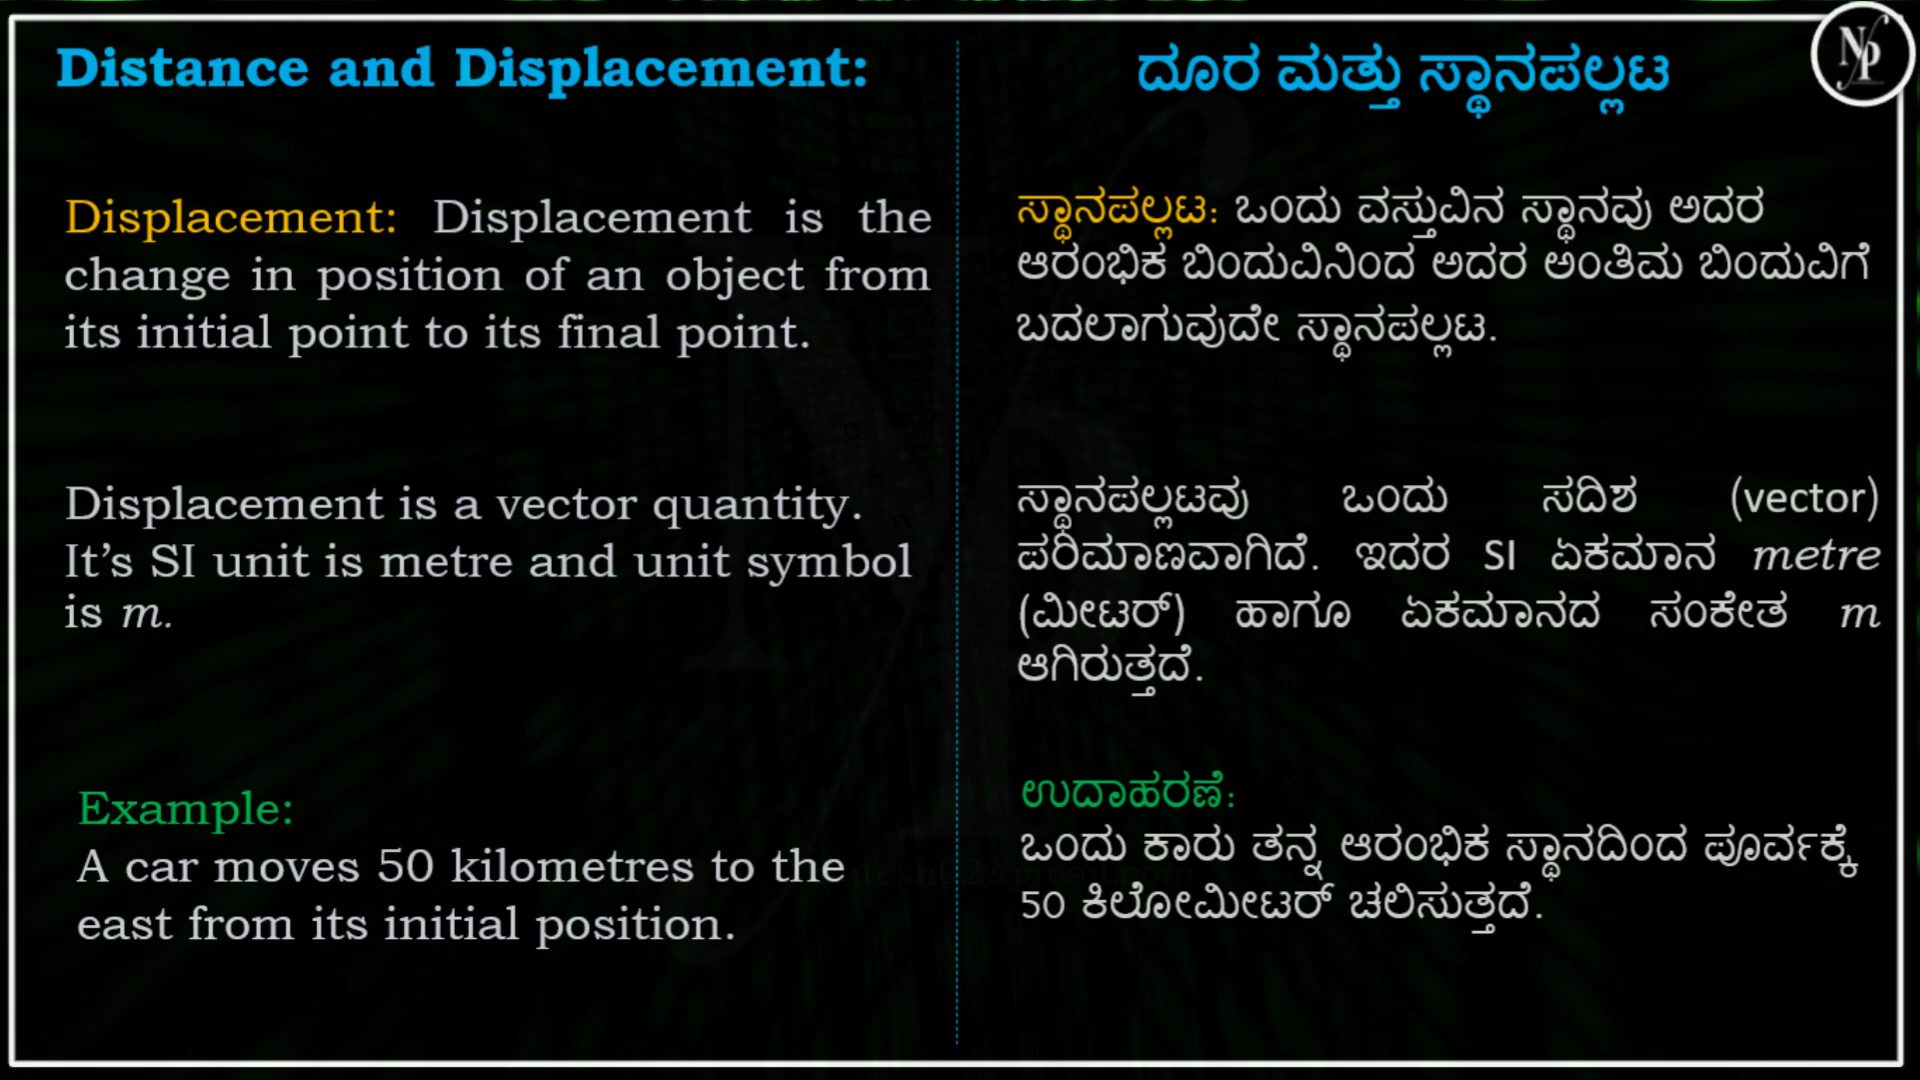 Distance and Displacement:
Displacement: Displacement is the
change in position of an object from
its initial point to its final point.
Displacement is a vector quantity.
It's SI unit is metre and unit symbol
is m.
Example:
A car moves 50 kilometres to the
east from its initial position.
ದೂರ ಮತ್ತು ಸ್ಥಾನಪಲ್ಲಟ
ಸ್ಥಾನಪಲ್ಲಟ: ಒಂದು ವಸ್ತುವಿನ ಸ್ಥಾನವು ಅದರ
ಆರಂಭಿಕ ಬಿಂದುವಿನಿಂದ ಅದರ ಅಂತಿಮ ಬಿಂದುವಿಗೆ
ಬದಲಾಗುವುದೇ ಸ್ಥಾನಪಲ್ಲಟ.
ಸ್ಥಾನಪಲ್ಲಟವು ಒಂದು ಸದಿಶ (vector)
ಪರಿಮಾಣವಾಗಿದೆ. ಇದರ SI ಏಕಮಾನ metre
(ಮೀಟರ್) ಹಾಗೂ ಏಕಮಾನದ ಸಂಕೇತ m
ಆಗಿರುತ್ತದೆ.
ಉದಾಹರಣೆ:
ಒಂದು ಕಾರು ತನ್ನ ಆರಂಭಿಕ ಸ್ಥಾನದಿಂದ ಪೂರ್ವಕ್ಕೆ
50 ಕಿಲೋಮೀಟರ್ ಚಲಿಸುತ್ತದೆ.
NP